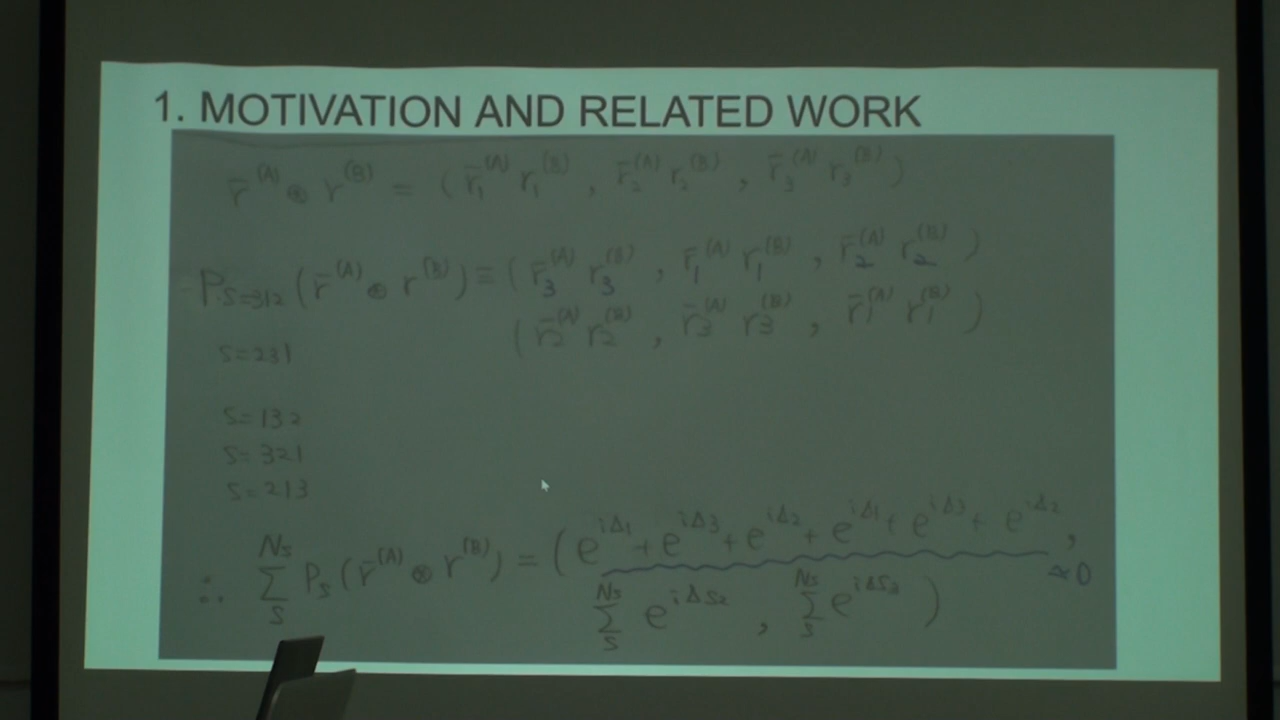 1. MOTIVATION AND RELATED WORK
r̄⁽ᴬ⁾ ⊛ r⁽ᴮ⁾ = ( r̄₁⁽ᴬ⁾ r₁⁽ᴮ⁾ , r̄₂⁽ᴬ⁾ r₂⁽ᴮ⁾ , r̄₃⁽ᴬ⁾ r₃⁽ᴮ⁾ )
P_{S=312} ( r̄⁽ᴬ⁾ ⊛ r⁽ᴮ⁾ ) ≡ ( r̄₃⁽ᴬ⁾ r₃⁽ᴮ⁾ , r̄₁⁽ᴬ⁾ r₁⁽ᴮ⁾ , r̄₂⁽ᴬ⁾ r₂⁽ᴮ⁾ )
( r̄₂⁽ᴬ⁾ r₂⁽ᴮ⁾ , r̄₃⁽ᴬ⁾ r₃⁽ᴮ⁾ , r̄₁⁽ᴬ⁾ r₁⁽ᴮ⁾ )
S=231
S=132
S=321
S=213
∴ Σ_S^{Ns} P_S ( r̄⁽ᴬ⁾ ⊛ r⁽ᴮ⁾ ) = ( e^{iΔ1} + e^{iΔ3} + e^{iΔ2} + e^{iΔ1} + e^{iΔ3} + e^{iΔ2} ,
≈0
Σ_S^{Ns} e^{iΔS2} , Σ_S^{Ns} e^{iΔS3} )